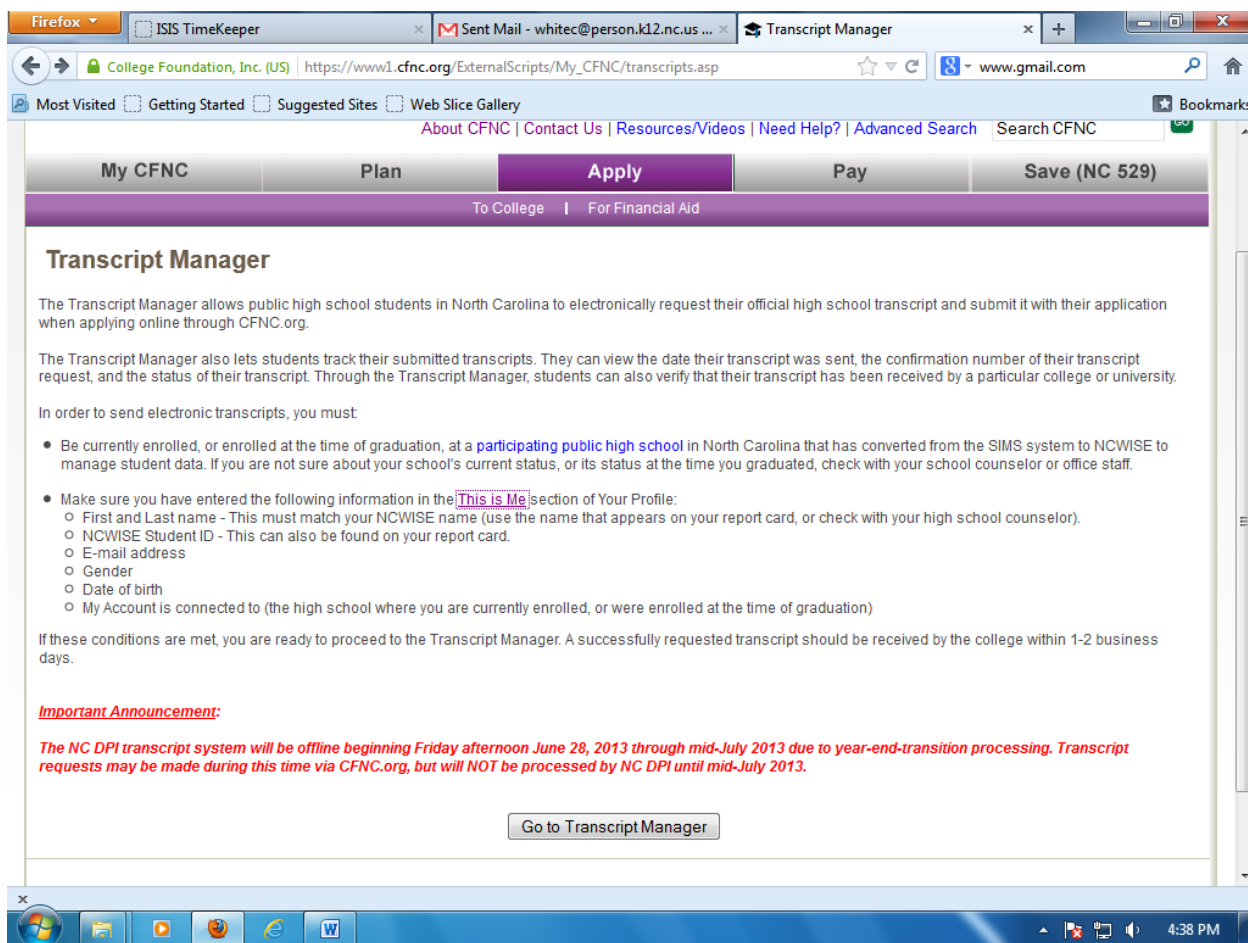 Firefox
ISIS TimeKeeper
Sent Mail - whitec@person.k12.nc.us ...
Transcript Manager
College Foundation, Inc. (US)
https://www1.cfnc.org/ExternalScripts/My_CFNC/transcripts.asp
8
www.gmail.com
Most Visited
Getting Started
Suggested Sites
Web Slice Gallery
Bookmarks
About CFNC | Contact Us | Resources/Videos | Need Help? | Advanced Search
Search CFNC
GO
My CFNC
Plan
Apply
Pay
Save (NC 529)
To College | For Financial Aid
Transcript Manager
The Transcript Manager allows public high school students in North Carolina to electronically request their official high school transcript and submit it with their application
when applying online through CFNC.org.
The Transcript Manager also lets students track their submitted transcripts. They can view the date their transcript was sent, the confirmation number of their transcript
request, and the status of their transcript. Through the Transcript Manager, students can also verify that their transcript has been received by a particular college or university.
In order to send electronic transcripts, you must:
Be currently enrolled, or enrolled at the time of graduation, at a participating public high school in North Carolina that has converted from the SIMS system to NCWISE to
manage student data. If you are not sure about your school's current status, or its status at the time you graduated, check with your school counselor or office staff.
Make sure you have entered the following information in the This is Me section of Your Profile:
First and Last name - This must match your NCWISE name (use the name that appears on your report card, or check with your high school counselor).
NCWISE Student ID - This can also be found on your report card.
E-mail address
Gender
Date of birth
My Account is connected to (the high school where you are currently enrolled, or were enrolled at the time of graduation)
If these conditions are met, you are ready to proceed to the Transcript Manager. A successfully requested transcript should be received by the college within 1-2 business
days.
Important Announcement:
The NC DPI transcript system will be offline beginning Friday afternoon June 28, 2013 through mid-July 2013 due to year-end-transition processing. Transcript
requests may be made during this time via CFNC.org, but will NOT be processed by NC DPI until mid-July 2013.
Go to Transcript Manager
x
4:38 PM